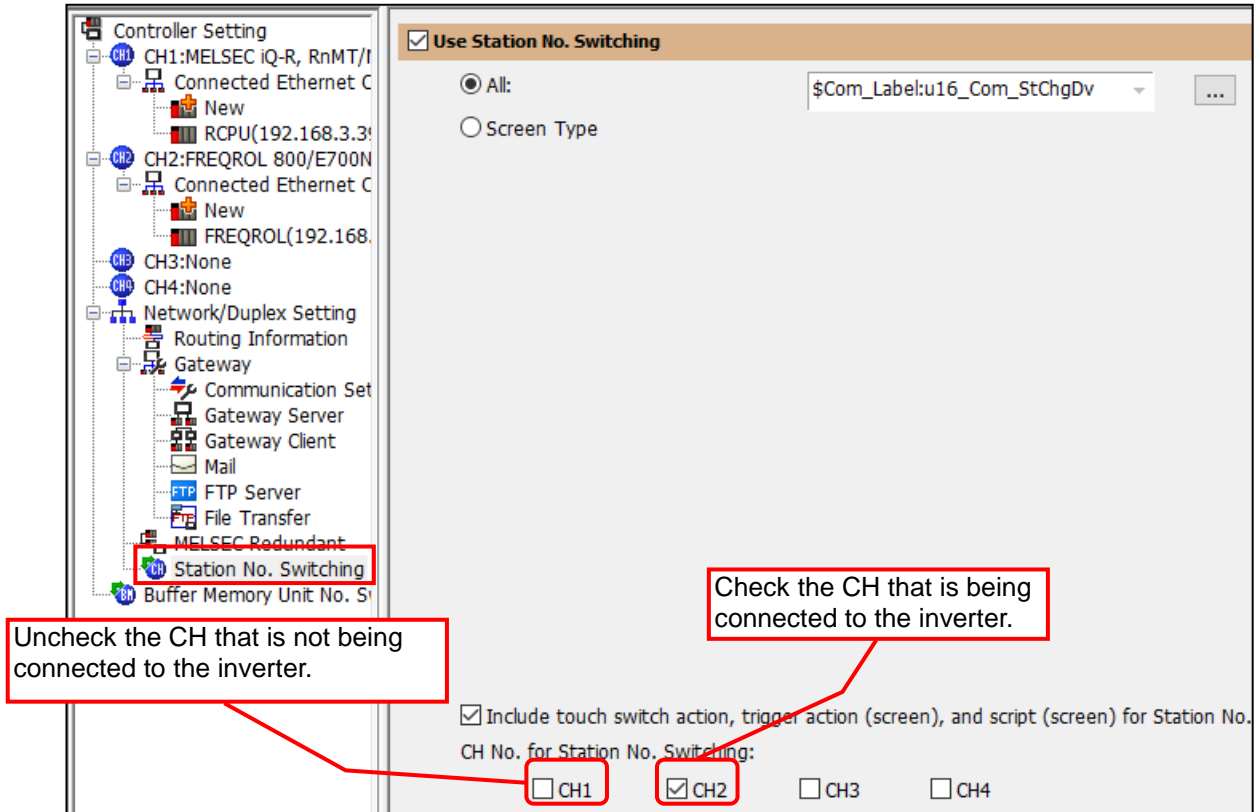 Controller Setting
CH1:MELSEC iQ-R, RnMT/
Connected Ethernet C
New
RCPU(192.168.3.39
CH2:FREQROL 800/E700N
Connected Ethernet C
New
FREQROL(192.168.
CH3:None
CH4:None
Network/Duplex Setting
Routing Information
Gateway
Communication Set
Gateway Server
Gateway Client
Mail
FTP Server
File Transfer
MELSEC Redundant
Station No. Switching
Buffer Memory Unit No. S
Use Station No. Switching
All:
$Com_Label:u16_Com_StChgDv
...
Screen Type
Check the CH that is being
connected to the inverter.
Uncheck the CH that is not being
connected to the inverter.
Include touch switch action, trigger action (screen), and script (screen) for Station No.
CH No. for Station No. Switching:
CH1
CH2
CH3
CH4